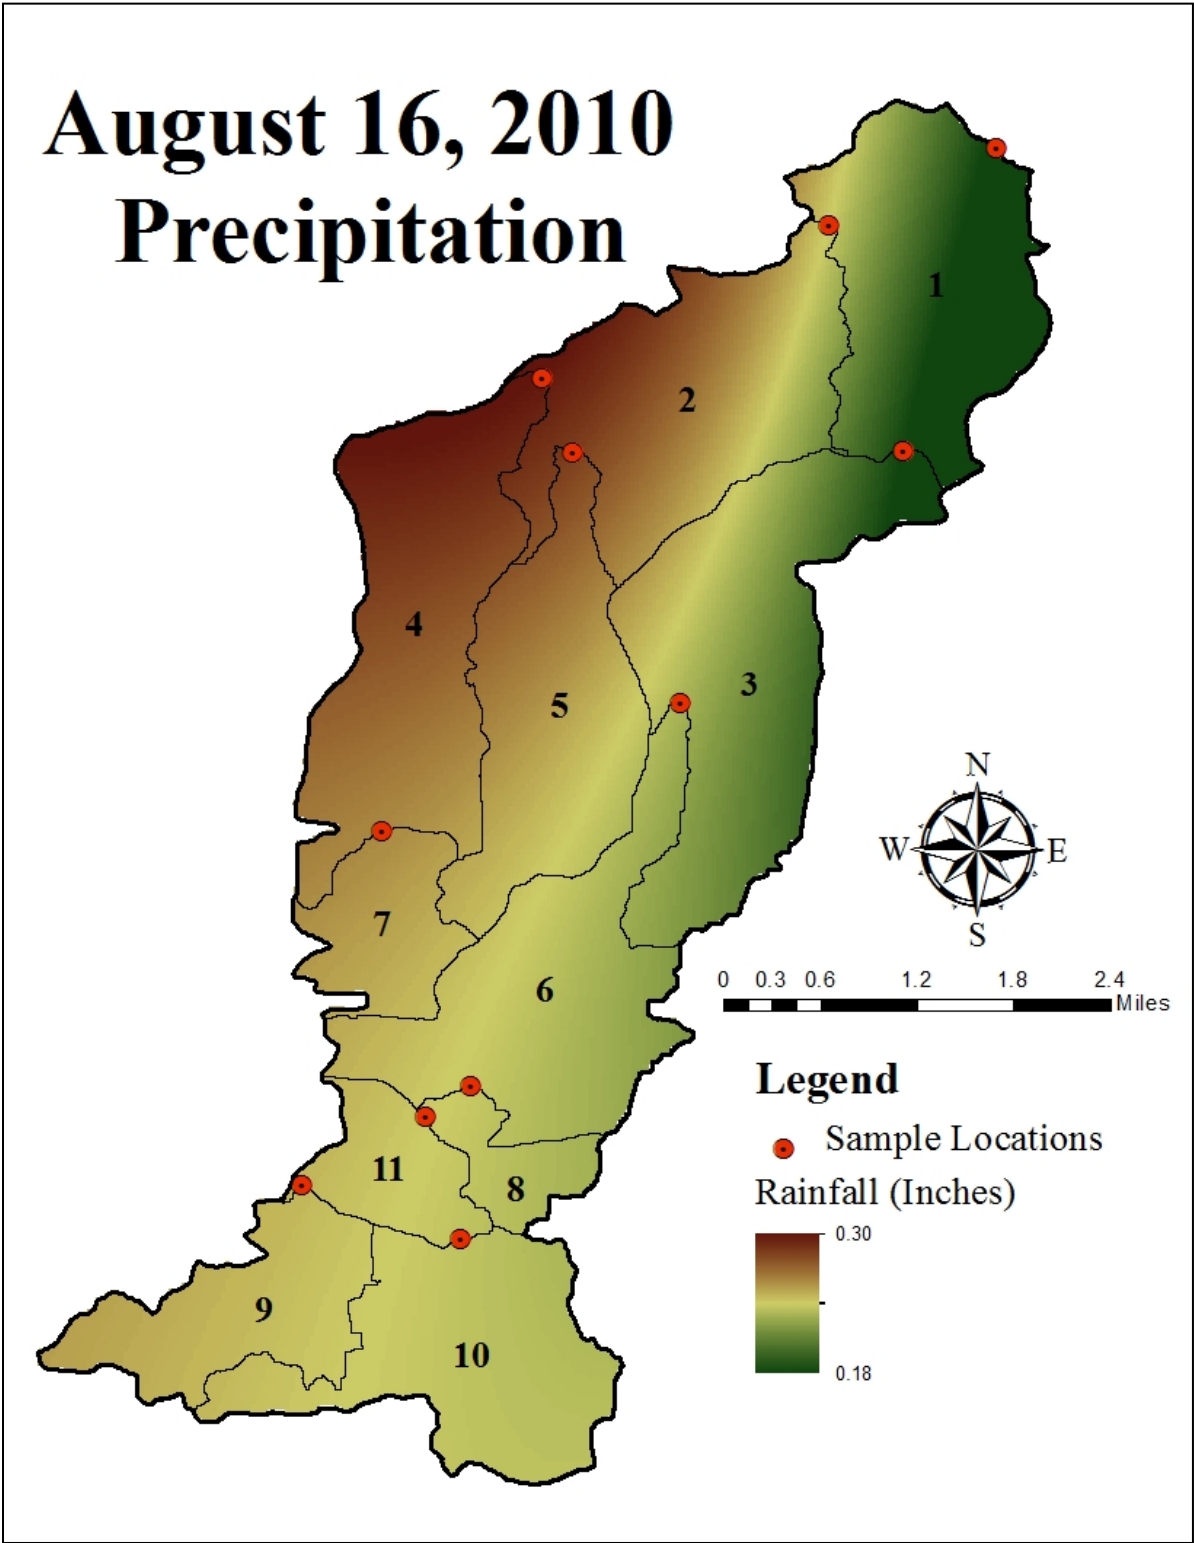 August 16, 2010
Precipitation
1
2
4
3
5
N
W E
S
7
0 0.3 0.6 1.2 1.8 2.4
Miles
6
Legend
Sample Locations
11
8
Rainfall (Inches)
0.30
9
10
0.18